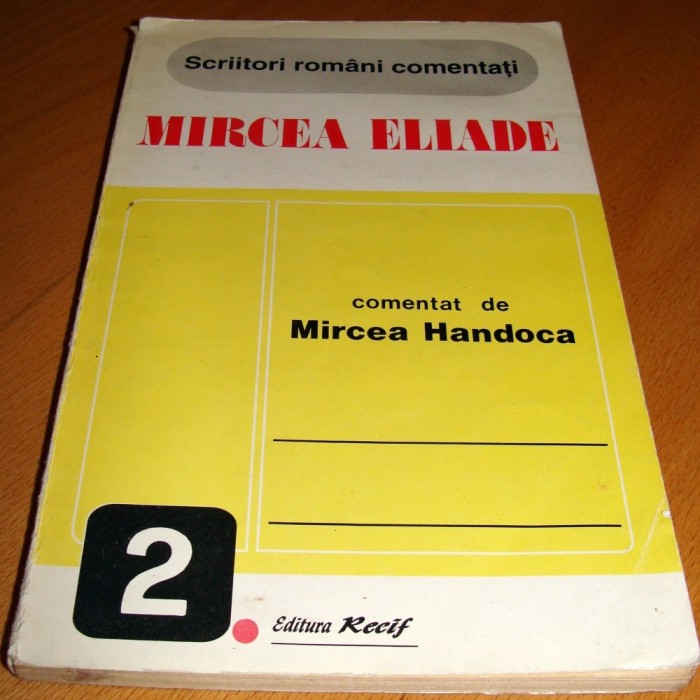 Scriitori români comentați
MIRCEA ELIADE
comentat de
Mircea Handoca
2
Editura Recif